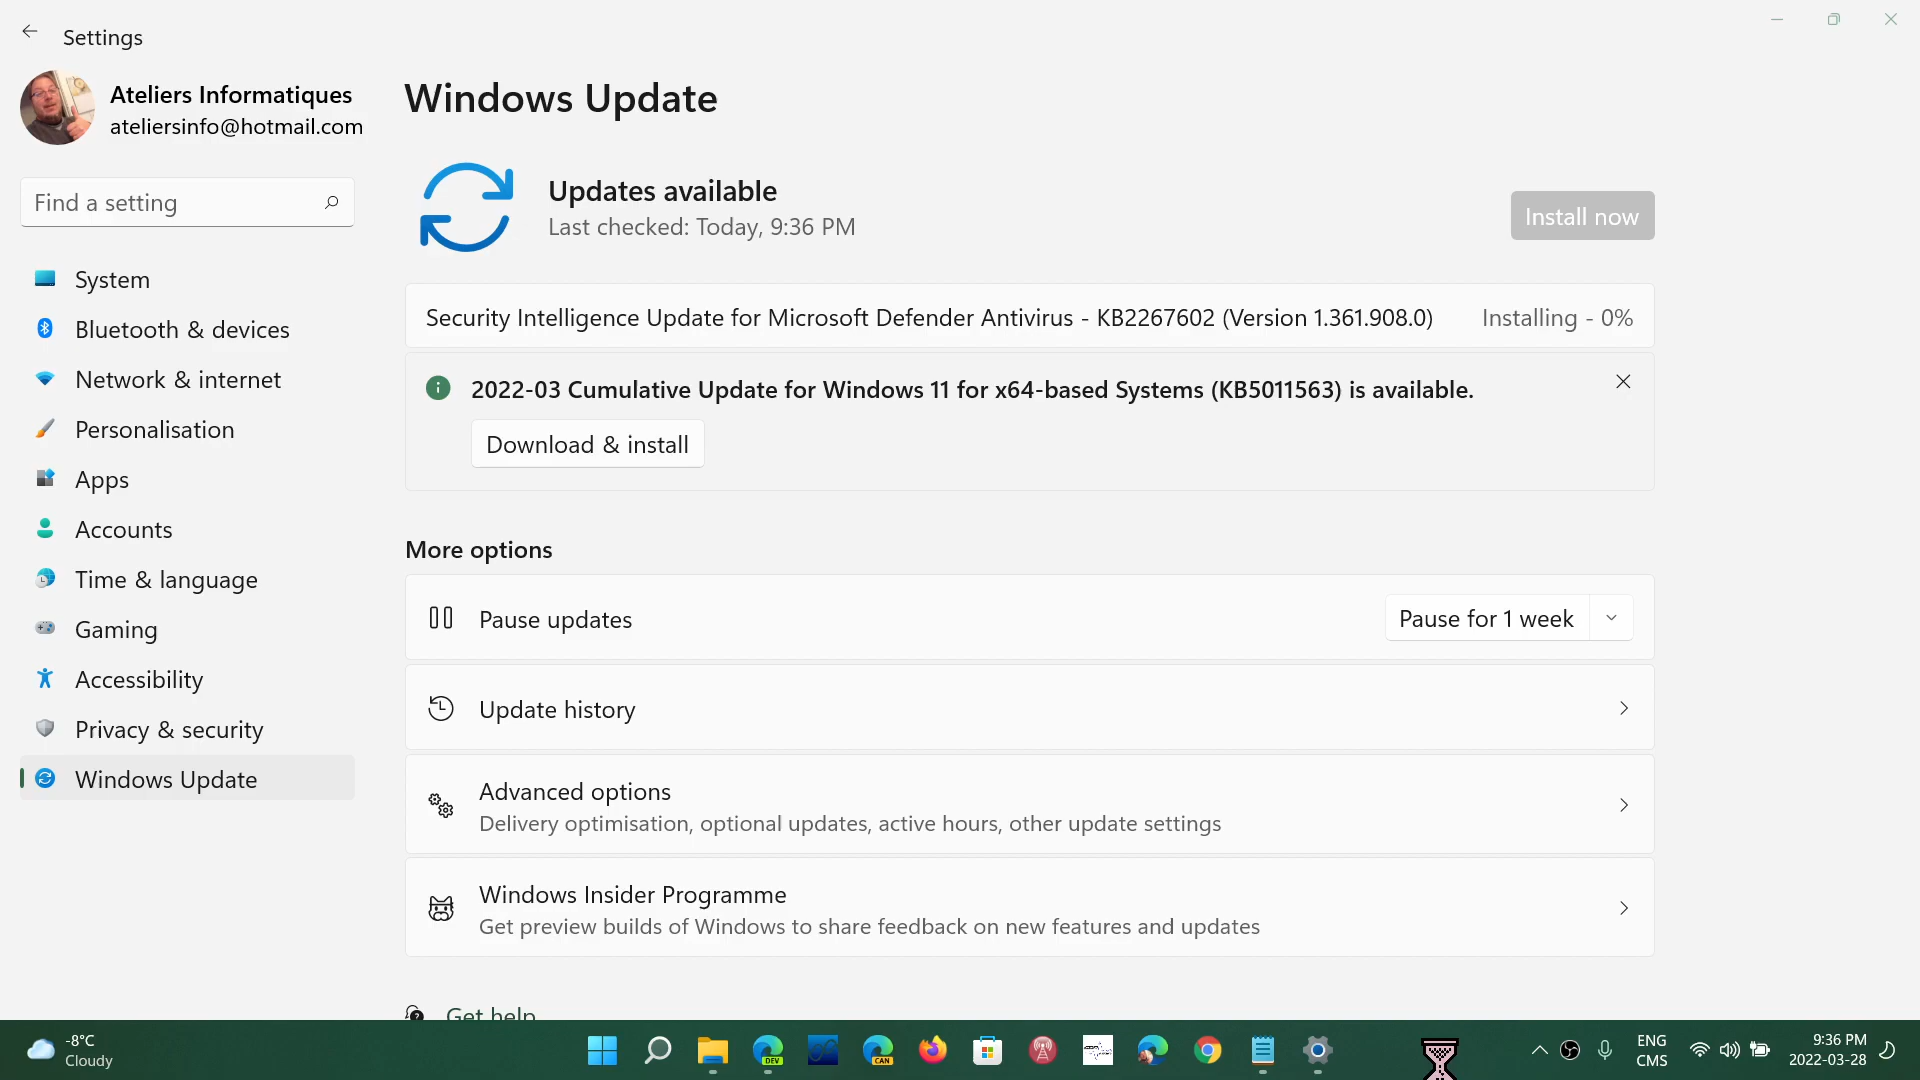 Settings
Ateliers Informatiques
ateliersinfo@hotmail.com
Find a setting
System
Bluetooth & devices
Network & internet
Personalisation
Apps
Accounts
Time & language
Gaming
Accessibility
Privacy & security
Windows Update
Windows Update
Updates available
Last checked: Today, 9:36 PM
Install now
Security Intelligence Update for Microsoft Defender Antivirus - KB2267602 (Version 1.361.908.0)
Installing - 0%
2022-03 Cumulative Update for Windows 11 for x64-based Systems (KB5011563) is available.
Download & install
More options
Pause updates
Pause for 1 week
Update history
Advanced options
Delivery optimisation, optional updates, active hours, other update settings
Windows Insider Programme
Get preview builds of Windows to share feedback on new features and updates
Get help
-8°C
Cloudy
DEV
CAN
ENG
CMS
9:36 PM
2022-03-28